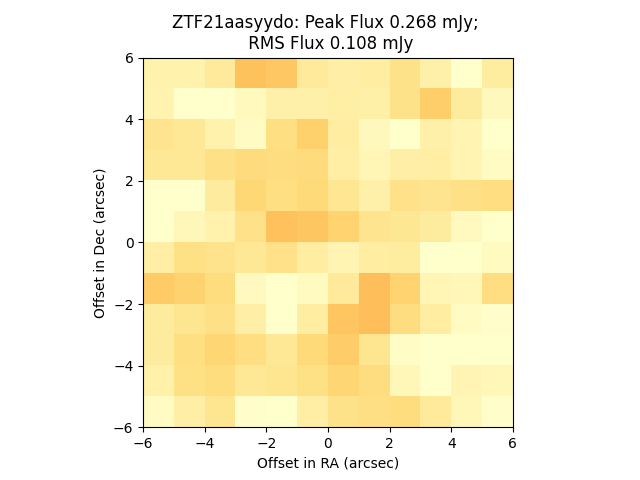 ZTF21aasyydo: Peak Flux 0.268 mJy;
RMS Flux 0.108 mJy
6
4
2
0
−2
−4
−6
Offset in Dec (arcsec)
−6 −4 −2 0 2 4 6
Offset in RA (arcsec)